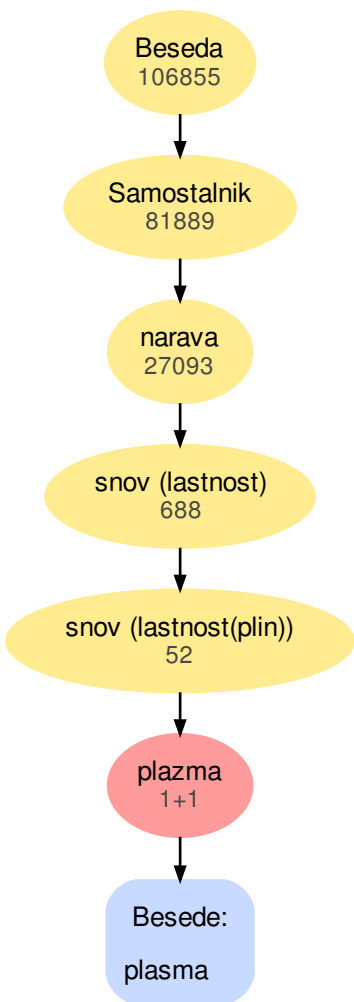 Beseda
106855
Samostalnik
81889
narava
27093
snov (lastnost)
688
snov (lastnost(plin))
52
plazma
1+1
Besede:
plasma